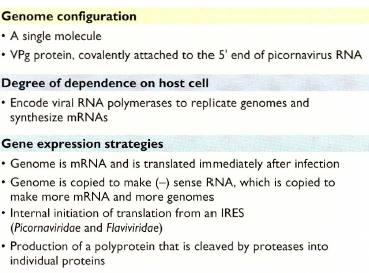 Genome configuration
• A single molecule
• VPg protein, covalently attached to the 5' end of picornavirus RNA
Degree of dependence on host cell
• Encode viral RNA polymerases to replicate genomes and
synthesize mRNAs
Gene expression strategies
• Genome is mRNA and is translated immediately after infection
• Genome is copied to make (–) sense RNA, which is copied to
make more mRNA and more genomes
• Internal initiation of translation from an IRES
(Picornaviridae and Flaviviridae)
• Production of a polyprotein that is cleaved by proteases into
individual proteins